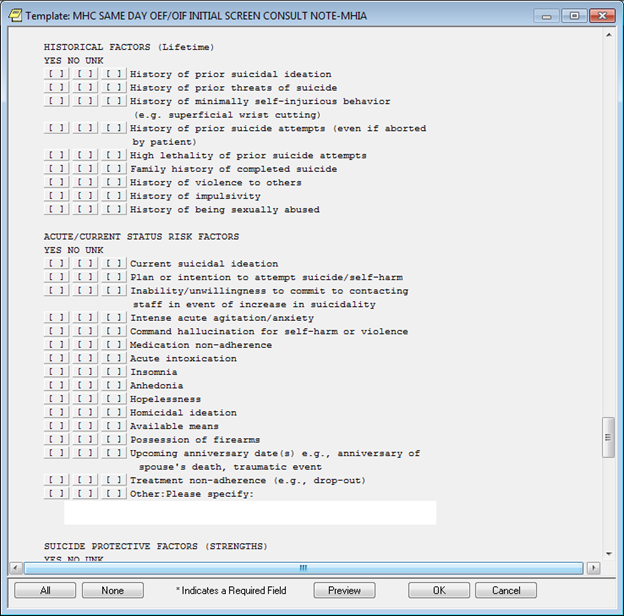 Template: MHC SAME DAY OEF/OIF INITIAL SCREEN CONSULT NOTE-MHIA
HISTORICAL FACTORS (Lifetime)
YES NO UNK
[ ] [ ] [ ] History of prior suicidal ideation
[ ] [ ] [ ] History of prior threats of suicide
[ ] [ ] [ ] History of minimally self-injurious behavior
(e.g. superficial wrist cutting)
[ ] [ ] [ ] History of prior suicide attempts (even if aborted
by patient)
[ ] [ ] [ ] High lethality of prior suicide attempts
[ ] [ ] [ ] Family history of completed suicide
[ ] [ ] [ ] History of violence to others
[ ] [ ] [ ] History of impulsivity
[ ] [ ] [ ] History of being sexually abused
ACUTE/CURRENT STATUS RISK FACTORS
YES NO UNK
[ ] [ ] [ ] Current suicidal ideation
[ ] [ ] [ ] Plan or intention to attempt suicide/self-harm
[ ] [ ] [ ] Inability/unwillingness to commit to contacting
staff in event of increase in suicidality
[ ] [ ] [ ] Intense acute agitation/anxiety
[ ] [ ] [ ] Command hallucination for self-harm or violence
[ ] [ ] [ ] Medication non-adherence
[ ] [ ] [ ] Acute intoxication
[ ] [ ] [ ] Insomnia
[ ] [ ] [ ] Anhedonia
[ ] [ ] [ ] Hopelessness
[ ] [ ] [ ] Homicidal ideation
[ ] [ ] [ ] Available means
[ ] [ ] [ ] Possession of firearms
[ ] [ ] [ ] Upcoming anniversary date(s) e.g., anniversary of
spouse's death, traumatic event
[ ] [ ] [ ] Treatment non-adherence (e.g., drop-out)
[ ] [ ] [ ] Other:Please specify:
SUICIDE PROTECTIVE FACTORS (STRENGTHS)
YES NO UNK
All None * Indicates a Required Field Preview OK Cancel